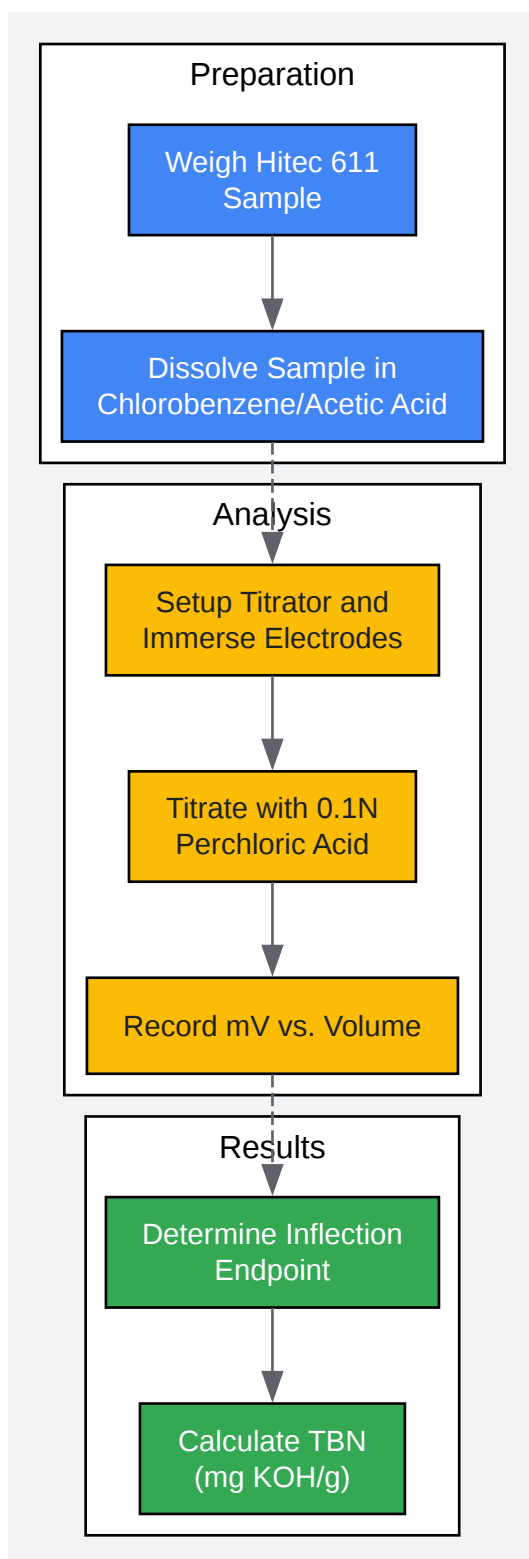 Preparation
Weigh Hitec 611
Sample
Dissolve Sample in
Chlorobenzene/Acetic Acid
Analysis
Setup Titrator and
Immerse Electrodes
Titrate with 0.1N
Perchloric Acid
Record mV vs. Volume
Results
Determine Inflection
Endpoint
Calculate TBN
(mg KOH/g)